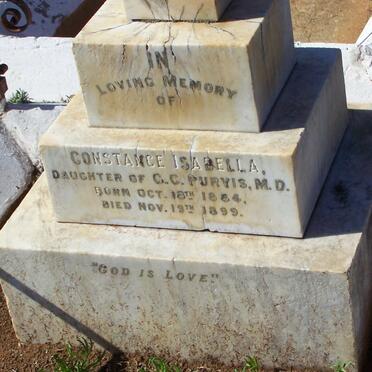 IN
LOVING MEMORY
OF
CONSTANCE ISABELLA,
DAUGHTER OF G.C. PURVIS, M.D.
BORN OCT. 18TH 1884,
DIED NOV. 19TH 1899.
"GOD IS LOVE"